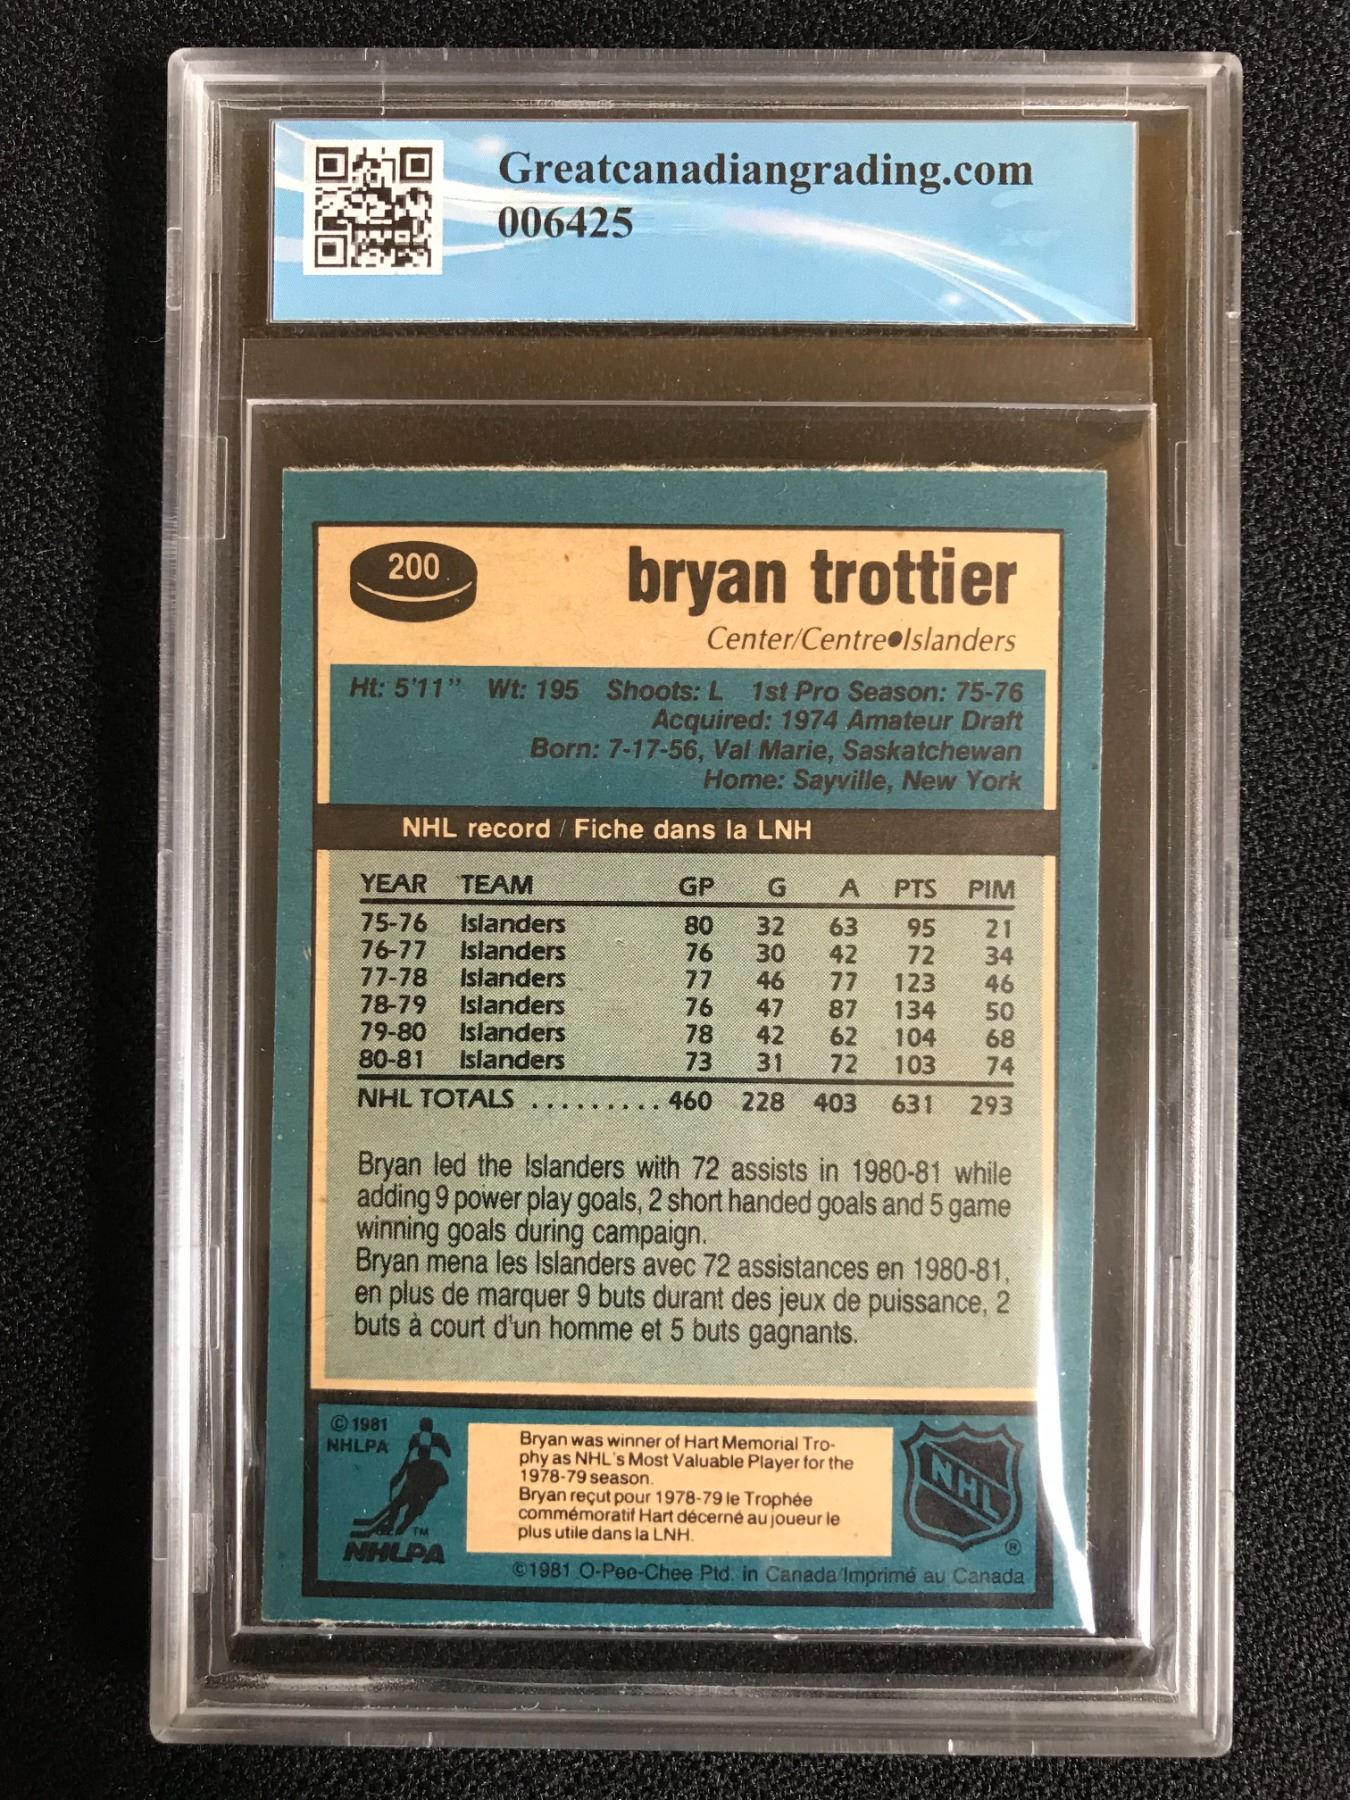 Greatcanadiangrading.com
006425
200
bryan trottier
Center/Centre●Islanders
Ht: 5'11" Wt: 195 Shoots: L 1st Pro Season: 75-76
Acquired: 1974 Amateur Draft
Born: 7-17-56, Val Marie, Saskatchewan
Home: Sayville, New York
NHL record / Fiche dans la LNH
YEAR TEAM GP G A PTS PIM
75-76 Islanders 80 32 63 95 21
76-77 Islanders 76 30 42 72 34
77-78 Islanders 77 46 77 123 46
78-79 Islanders 76 47 87 134 50
79-80 Islanders 78 42 62 104 68
80-81 Islanders 73 31 72 103 74
NHL TOTALS ......... 460 228 403 631 293
Bryan led the Islanders with 72 assists in 1980-81 while
adding 9 power play goals, 2 short handed goals and 5 game
winning goals during campaign.
Bryan mena les Islanders avec 72 assistances en 1980-81,
en plus de marquer 9 buts durant des jeux de puissance, 2
buts à court d'un homme et 5 buts gagnants.
© 1981
NHLPA
TM
NHLPA
Bryan was winner of Hart Memorial Tro-
phy as NHL's Most Valuable Player for the
1978-79 season.
Bryan reçut pour 1978-79 le Trophée
commémoratif Hart décerné au joueur le
plus utile dans la LNH.
NHL
®
©1981 O-Pee-Chee Ptd. in Canada/Imprimé au Canada